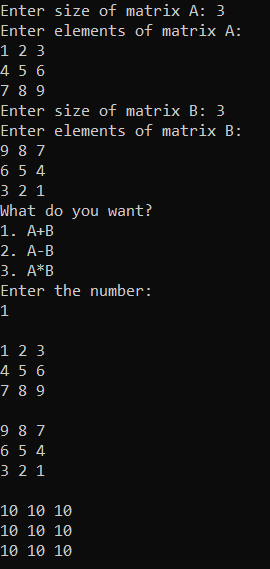 Enter size of matrix A: 3
Enter elements of matrix A:
1 2 3
4 5 6
7 8 9
Enter size of matrix B: 3
Enter elements of matrix B:
9 8 7
6 5 4
3 2 1
What do you want?
1. A+B
2. A-B
3. A*B
Enter the number:
1
1 2 3
4 5 6
7 8 9
9 8 7
6 5 4
3 2 1
10 10 10
10 10 10
10 10 10